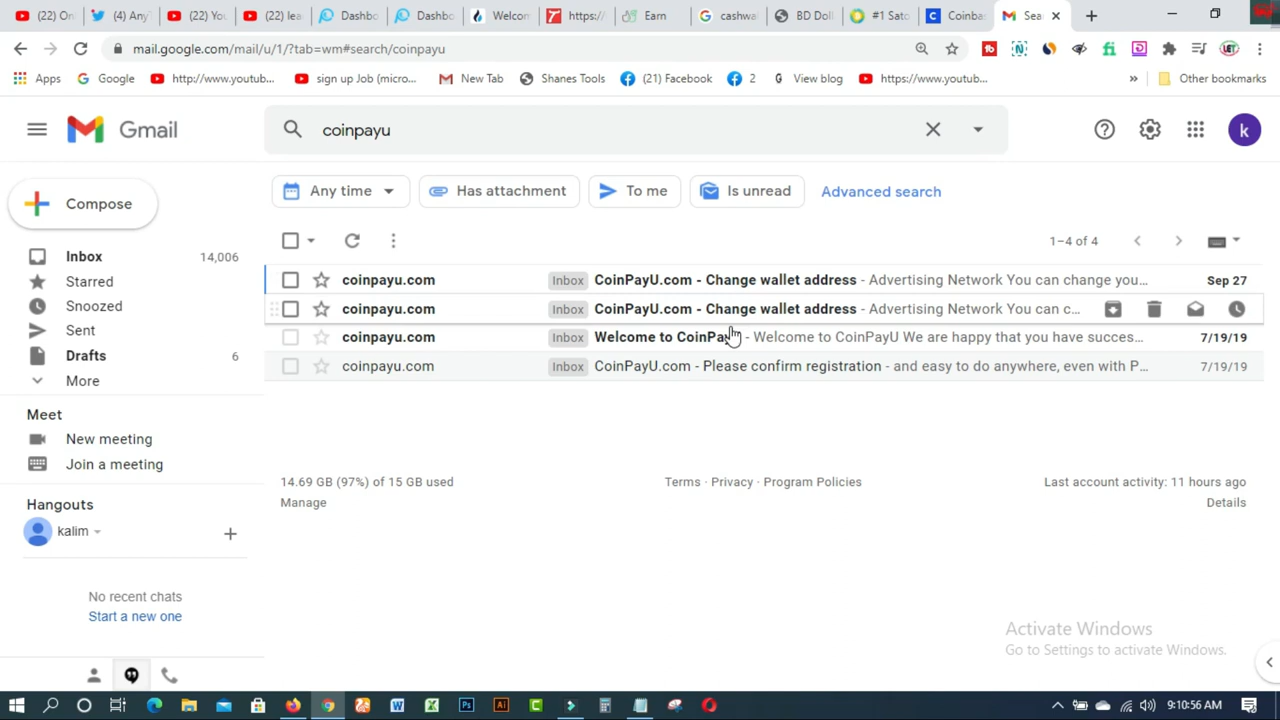 (22) On
(4) Any
(22) You
(22) le
Dashbo
Dashbo
Welcom
https:/
Earn
cashwa
BD Do
#1 Sato
Coinba
Sea
mail.google.com/mail/u/1/?tab=wm#search/coinpayu
Apps
Google
http://www.youtub...
sign up Job (micro...
New Tab
Shanes Tools
(21) Facebook
2
View blog
https://www.youtub...
»
Other bookmarks
Gmail
coinpayu
k
Compose
Any time
Has attachment
To me
Is unread
Advanced search
Inbox 14,006
Starred
Snoozed
Sent
Drafts 6
More
1–4 of 4
coinpayu.com Inbox CoinPayU.com - Change wallet address - Advertising Network You can change you... Sep 27
coinpayu.com Inbox CoinPayU.com - Change wallet address - Advertising Network You can c...
coinpayu.com Inbox Welcome to CoinPay - Welcome to CoinPayU We are happy that you have succes... 7/19/19
coinpayu.com Inbox CoinPayU.com - Please confirm registration - and easy to do anywhere, even with P... 7/19/19
Meet
New meeting
Join a meeting
Hangouts
kalim
No recent chats
Start a new one
14.69 GB (97%) of 15 GB used
Manage
Terms · Privacy · Program Policies
Last account activity: 11 hours ago
Details
Activate Windows
Go to Settings to activate Windows.
9:10:56 AM